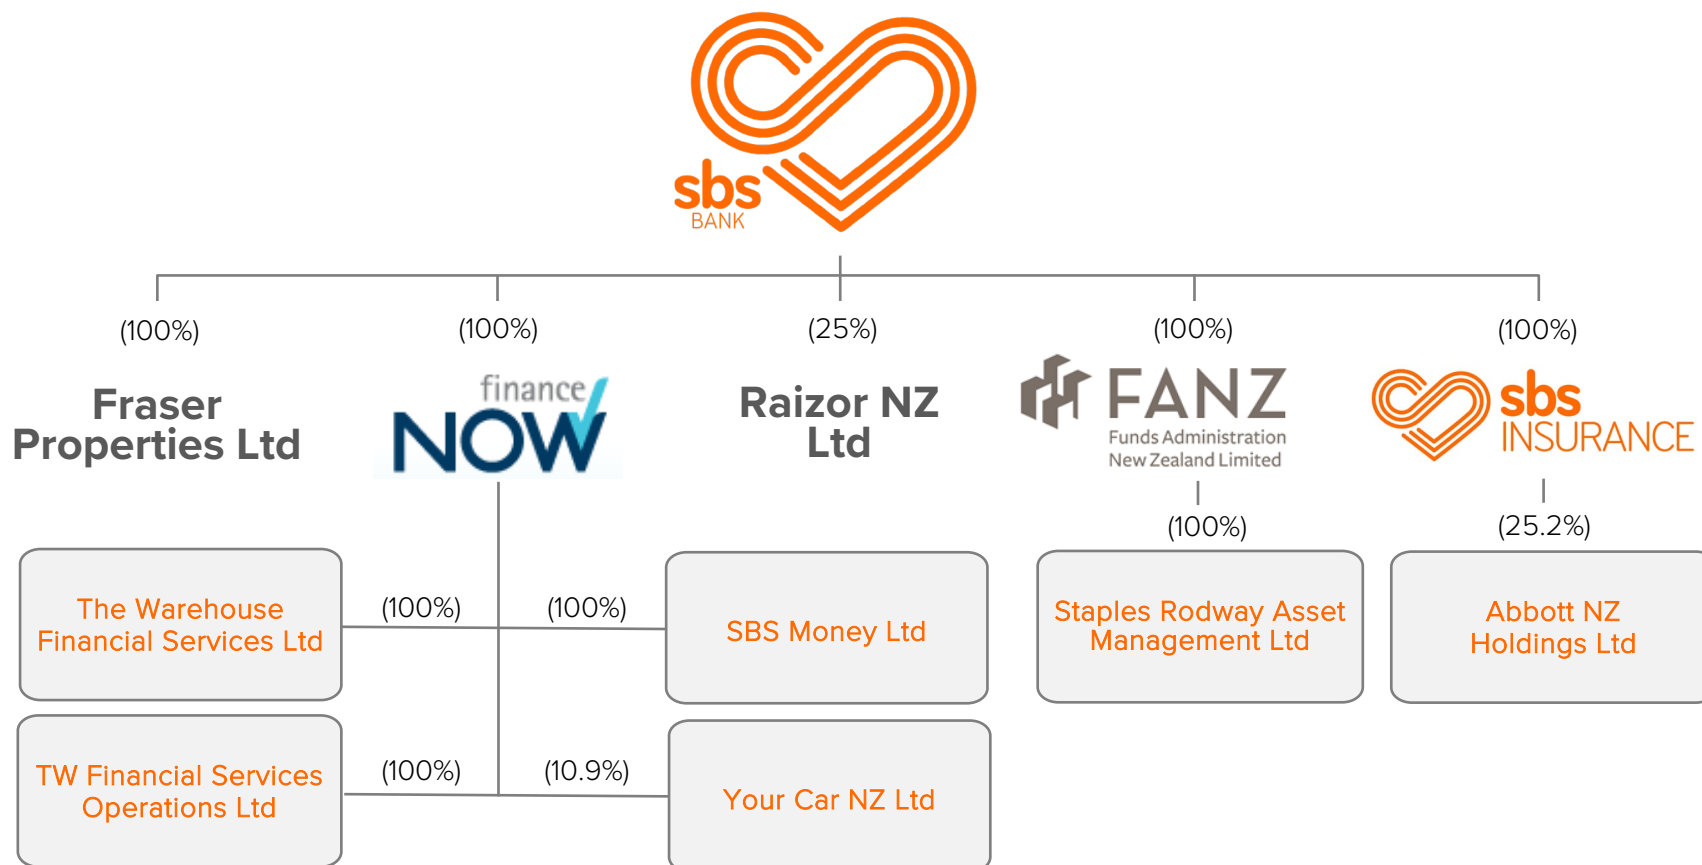 sbs
BANK
(100%)
(100%)
(25%)
(100%)
(100%)
Fraser
Properties Ltd
finance
NOW
Raizor NZ
Ltd
FANZ
Funds Administration
New Zealand Limited
sbs
INSURANCE
(100%)
(25.2%)
The Warehouse
Financial Services Ltd
(100%)
(100%)
SBS Money Ltd
Staples Rodway Asset
Management Ltd
Abbott NZ
Holdings Ltd
TW Financial Services
Operations Ltd
(100%)
(10.9%)
Your Car NZ Ltd